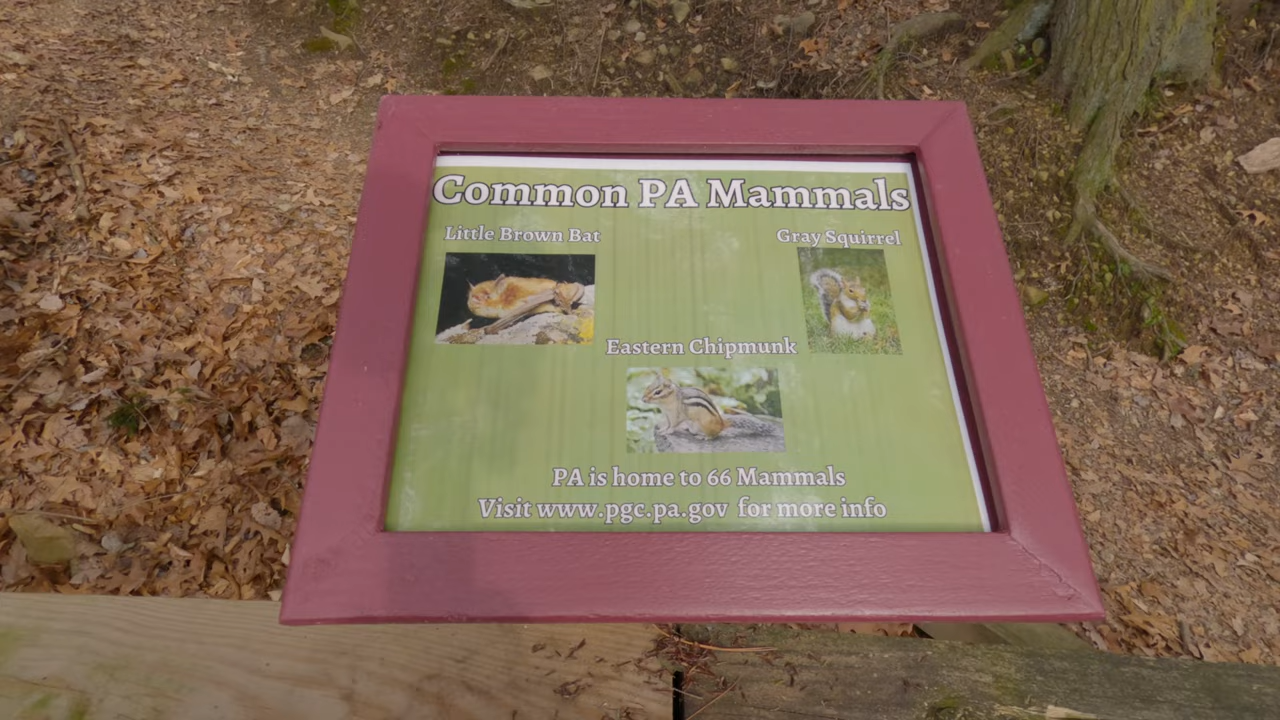 Common PA Mammals
Little Brown Bat
Gray Squirrel
Eastern Chipmunk
PA is home to 66 Mammals
Visit www.pgc.pa.gov for more info